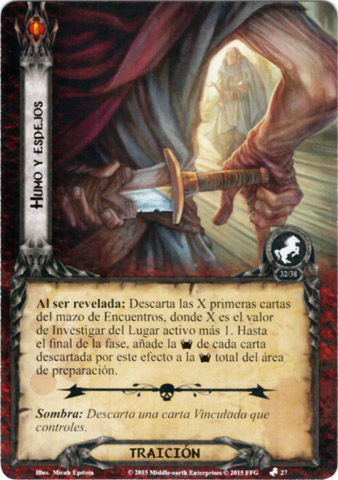 HUMO Y ESPEJOS
32/38
Al ser revelada: Descarta las X primeras cartas
del mazo de Encuentros, donde X es el valor
de Investigar del Lugar activo más 1. Hasta
el final de la fase, añade la de cada carta
descartada por este efecto a la total del área
de preparación.
Sombra: Descarta una carta Vinculada que
controles.
TRAICIÓN
Illus. Micah Epstein © 2015 Middle-earth Enterprises © 2015 FFG 27